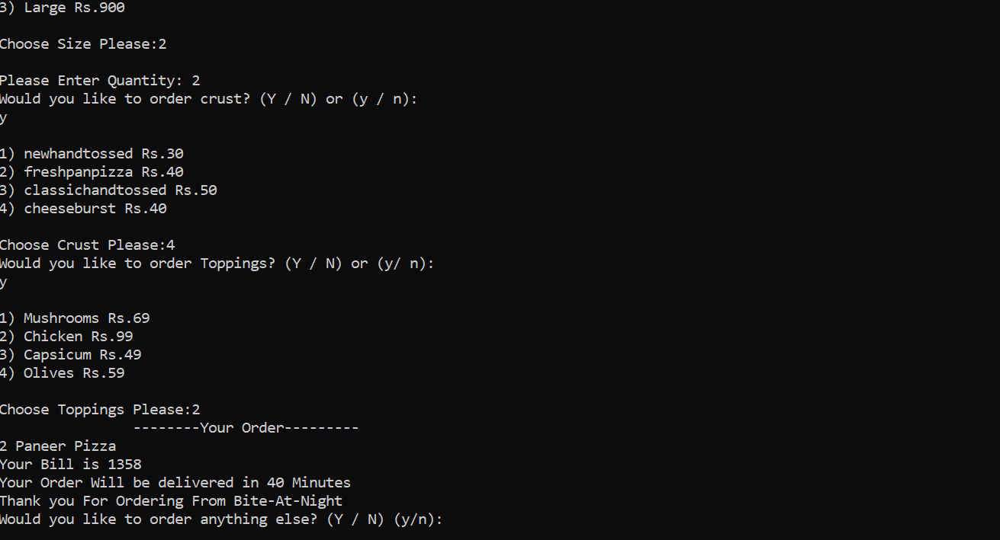 3) Large Rs.900
Choose Size Please:2
Please Enter Quantity: 2
Would you like to order crust? (Y / N) or (y / n):
y
1) newhandtossed Rs.30
2) freshpanpizza Rs.40
3) classichandtossed Rs.50
4) cheeseburst Rs.40
Choose Crust Please:4
Would you like to order Toppings? (Y / N) or (y/ n):
y
1) Mushrooms Rs.69
2) Chicken Rs.99
3) Capsicum Rs.49
4) Olives Rs.59
Choose Toppings Please:2
--------Your Order---------
2 Paneer Pizza
Your Bill is 1358
Your Order Will be delivered in 40 Minutes
Thank you For Ordering From Bite-At-Night
Would you like to order anything else? (Y / N) (y/n):